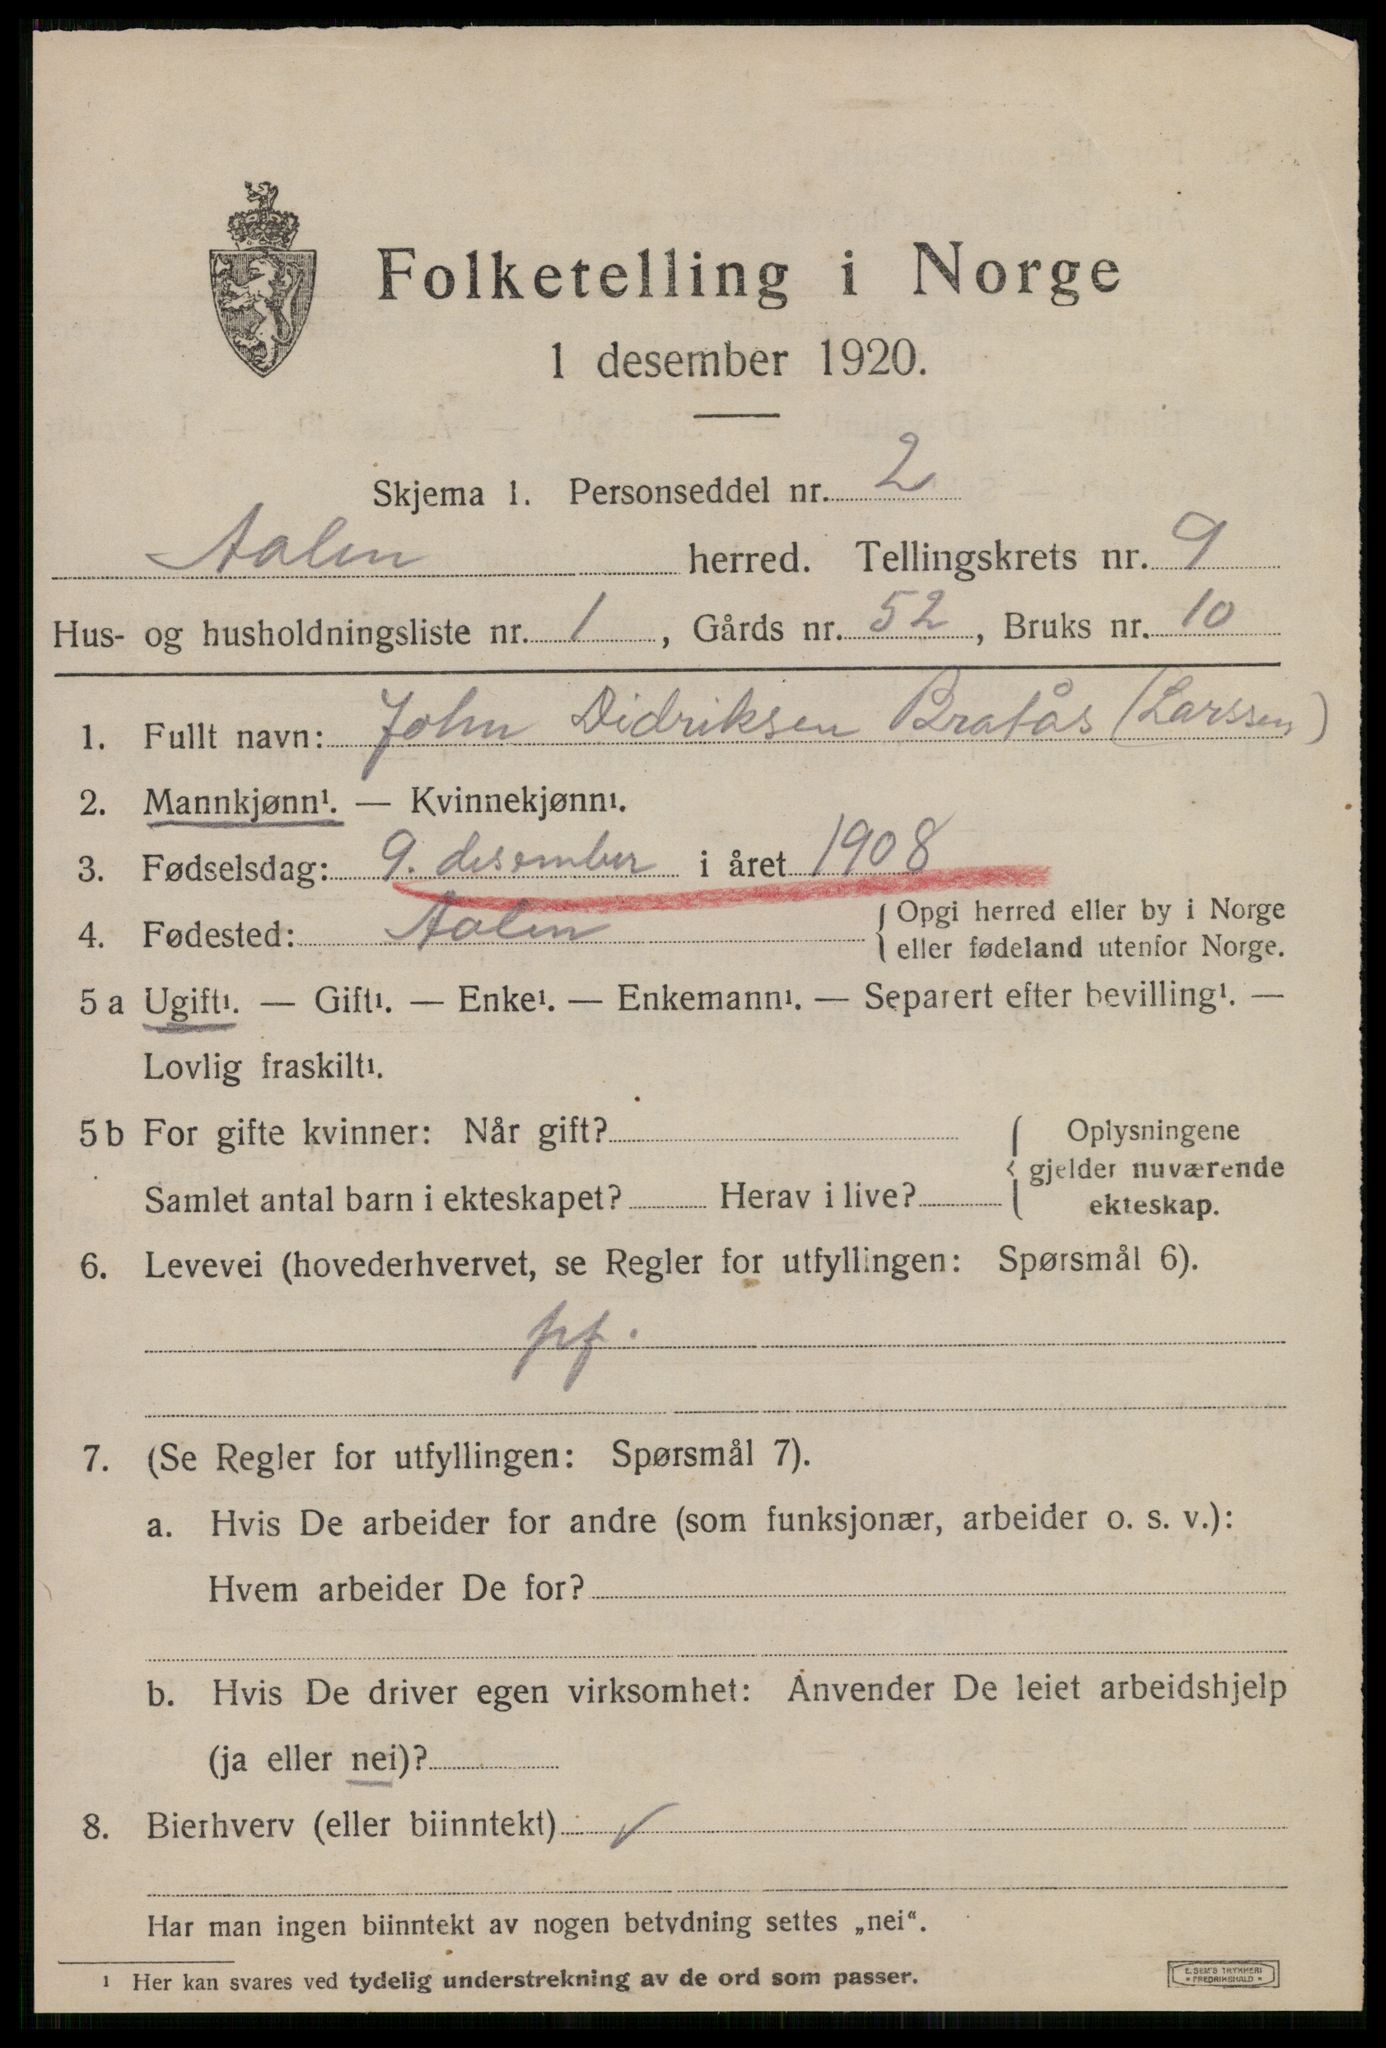 Folketelling i Norge
1 desember 1920.
Skjema 1. Personseddel nr. 2
Aalen herred. Tellingskrets nr. 9
Hus- og husholdningsliste nr. 1, Gårds nr. 52, Bruks nr. 10
1. Fullt navn: John Didriksen Bratås (Larssen)
2. Mannkjønn¹. — Kvinnekjønn¹.
3. Fødselsdag: 9. desember i året 1908
4. Fødested: Aalen { Opgi herred eller by i Norge
eller fødeland utenfor Norge.
5 a Ugift¹. — Gift¹. — Enke¹. — Enkemann¹. — Separert efter bevilling¹. —
Lovlig fraskilt¹.
5 b For gifte kvinner: Når gift? { Oplysningene
gjelder nuværende
Samlet antal barn i ekteskapet? Herav i live? ekteskap.
6. Levevei (hovederhvervet, se Regler for utfyllingen: Spørsmål 6).
pf.
7. (Se Regler for utfyllingen: Spørsmål 7).
a. Hvis De arbeider for andre (som funksjonær, arbeider o. s. v.):
Hvem arbeider De for?
b. Hvis De driver egen virksomhet: Anvender De leiet arbeidshjelp
(ja eller nei)?
8. Bierhverv (eller biinntekt) ✓
Har man ingen biinntekt av nogen betydning settes „nei“.
¹ Her kan svares ved tydelig understrekning av de ord som passer.
E. SEM'S TRYKKERI
FREDRIKSHALD